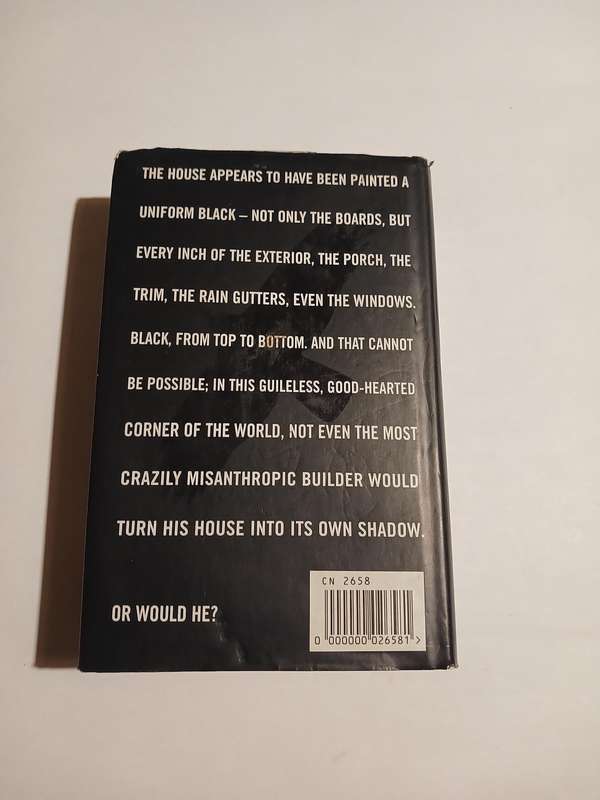 THE HOUSE APPEARS TO HAVE BEEN PAINTED A
UNIFORM BLACK – NOT ONLY THE BOARDS, BUT
EVERY INCH OF THE EXTERIOR, THE PORCH, THE
TRIM, THE RAIN GUTTERS, EVEN THE WINDOWS.
BLACK, FROM TOP TO BOTTOM. AND THAT CANNOT
BE POSSIBLE; IN THIS GUILELESS, GOOD-HEARTED
CORNER OF THE WORLD, NOT EVEN THE MOST
CRAZILY MISANTHROPIC BUILDER WOULD
TURN HIS HOUSE INTO ITS OWN SHADOW.
OR WOULD HE?
CN 2658
0 000000 026581 >